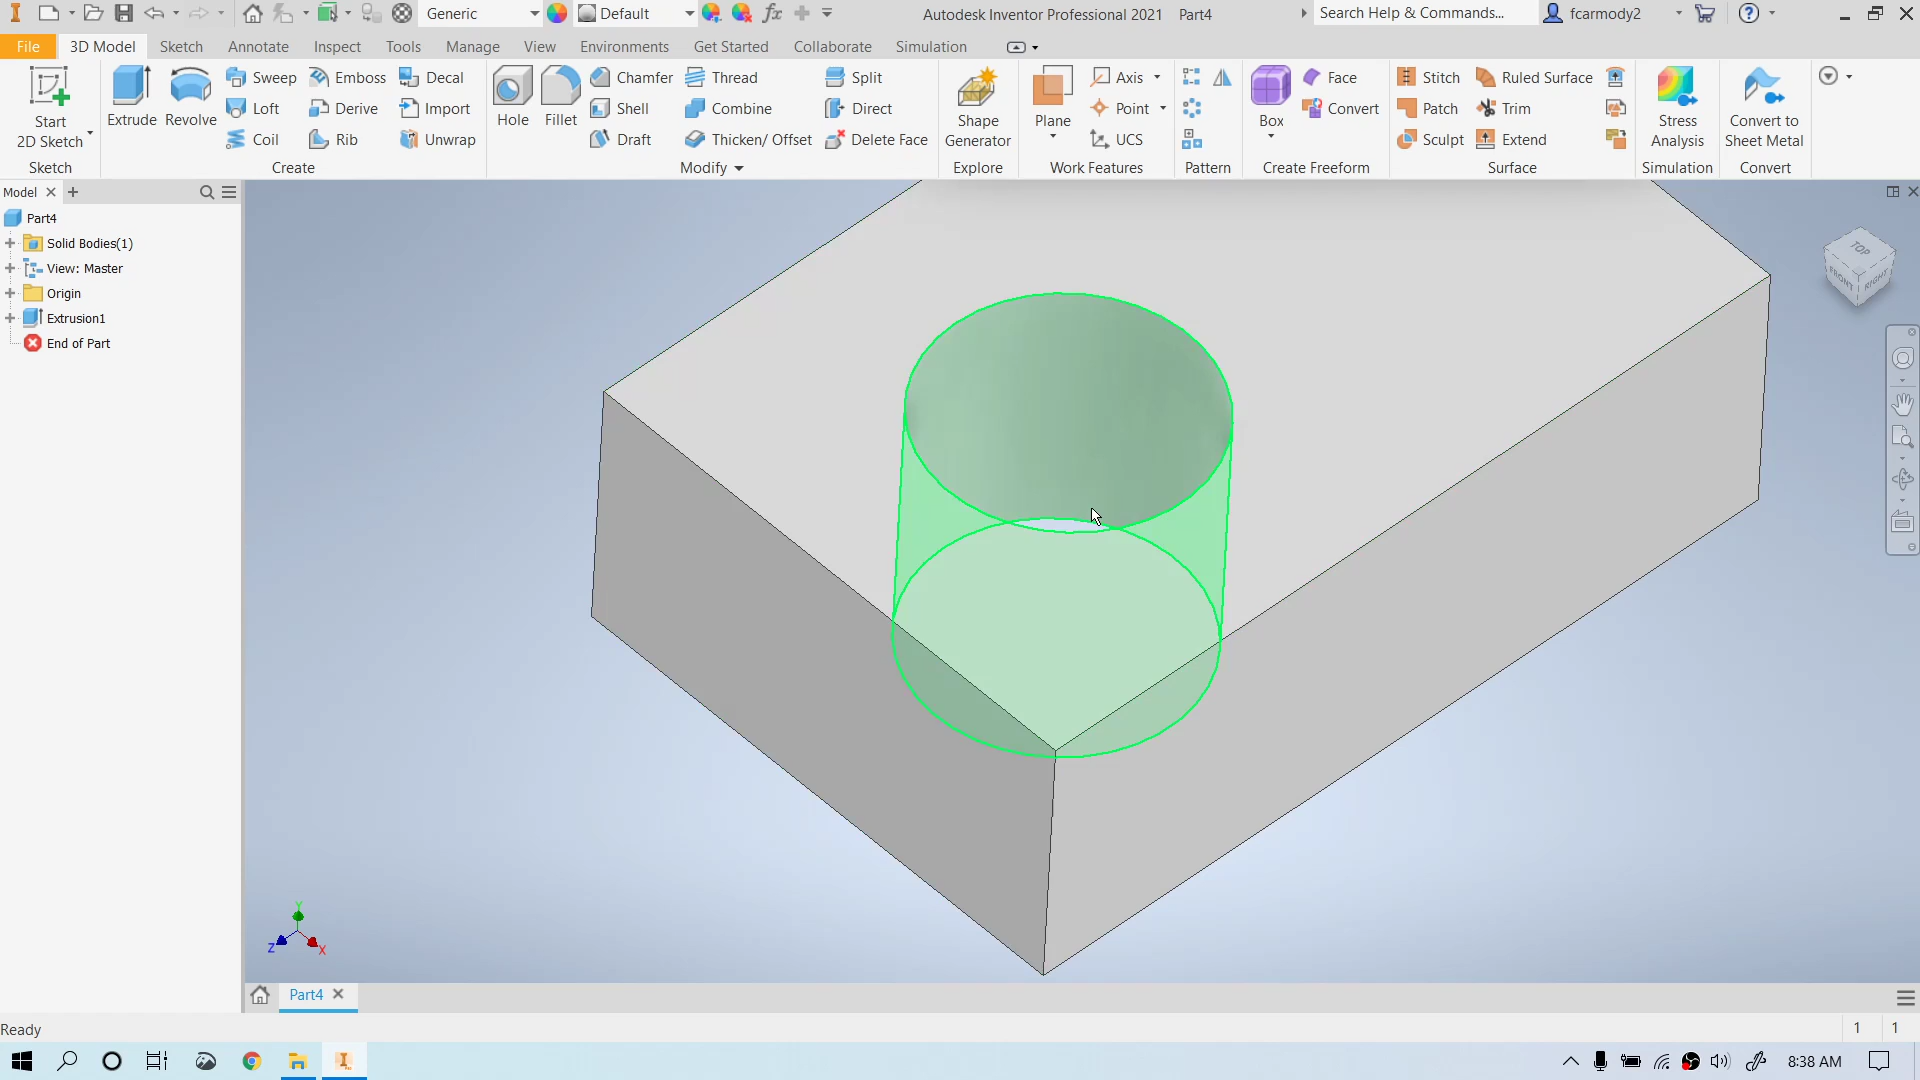 Generic
Default
Autodesk Inventor Professional 2021 Part4
Search Help & Commands...
fcarmody2
File 3D Model Sketch Annotate Inspect Tools Manage View Environments Get Started Collaborate Simulation
Start
2D Sketch
Sketch
Extrude
Revolve
Sweep
Loft
Coil
Emboss
Derive
Rib
Decal
Import
Unwrap
Create
Hole
Fillet
Chamfer
Shell
Draft
Thread
Combine
Thicken/ Offset
Split
Direct
Delete Face
Modify
Shape
Generator
Explore
Plane
Axis
Point
UCS
Work Features
Pattern
Box
Face
Convert
Create Freeform
Stitch
Patch
Sculpt
Ruled Surface
Trim
Extend
Surface
Stress
Analysis
Simulation
Convert to
Sheet Metal
Convert
Model
Part4
Solid Bodies(1)
View: Master
Origin
Extrusion1
End of Part
TOP
FRONT
RIGHT
Y
Z
X
Part4
Ready
1 1
8:38 AM